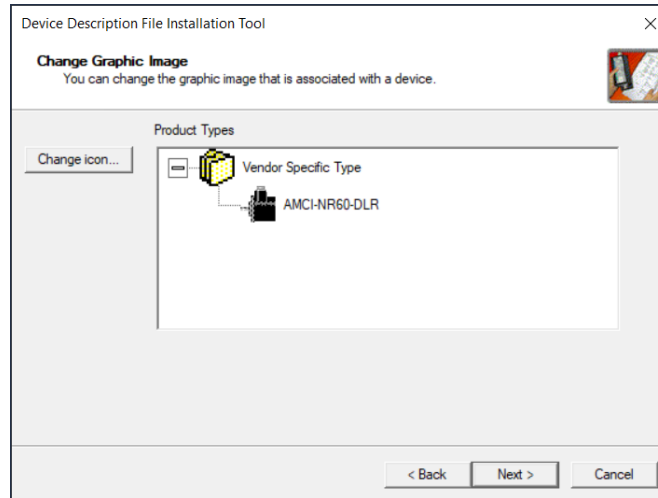 Device Description File Installation Tool
Change Graphic Image
You can change the graphic image that is associated with a device.
Product Types
Change icon...
Vendor Specific Type
AMCI-NR60-DLR
< Back Next > Cancel